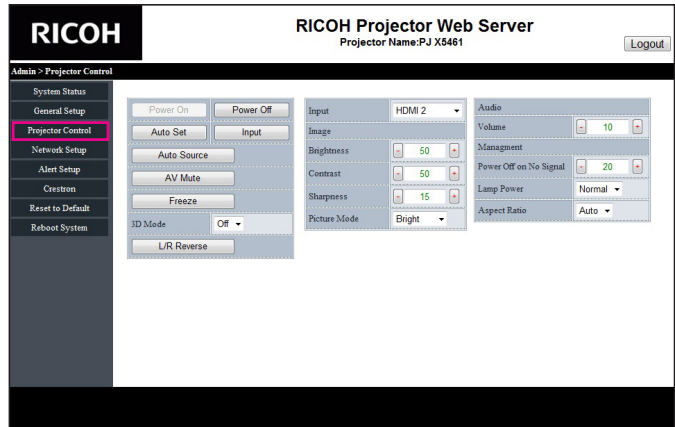 RICOH
RICOH Projector Web Server
Projector Name:PJ X5461
Logout
Admin > Projector Control
System Status
General Setup
Projector Control
Network Setup
Alert Setup
Crestron
Reset to Default
Reboot System
Power On Power Off
Auto Set Input
Auto Source
AV Mute
Freeze
3D Mode Off
L/R Reverse
Input HDMI 2
Image
Brightness - 50 +
Contrast - 50 +
Sharpness - 15 +
Picture Mode Bright
Audio
Volume - 10 +
Managment
Power Off on No Signal - 20 +
Lamp Power Normal
Aspect Ratio Auto